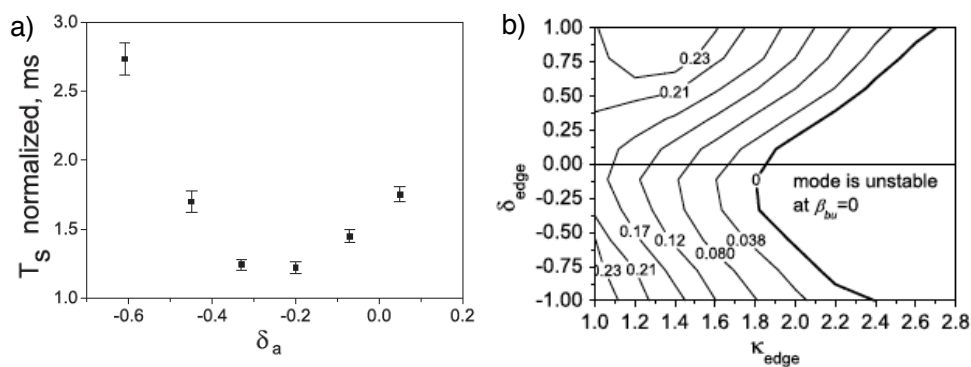 a)
3.0
2.5
2.0
1.5
1.0
T_s normalized, ms
-0.6 -0.4 -0.2 0.0 0.2
δ_a
b)
1.00
0.75
0.50
0.25
0.00
-0.25
-0.50
-0.75
-1.00
δ_edge
0.23
0.21
0 mode is unstable
at β_bu=0
0.17 0.12 0.080 0.038
0.23 0.21
1.0 1.2 1.4 1.6 1.8 2.0 2.2 2.4 2.6 2.8
κ_edge